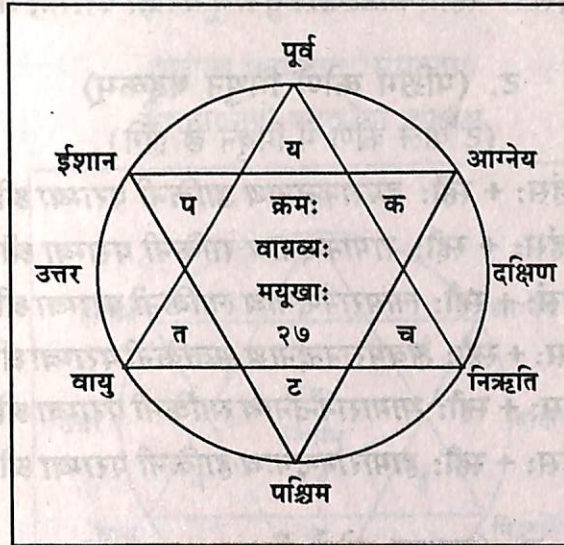 पूर्व
य
ईशान आग्नेय
प क्रमः क
वायव्यः
उत्तर दक्षिण
मयूखाः
त २७ च
वायु ट निऋति
पश्चिम